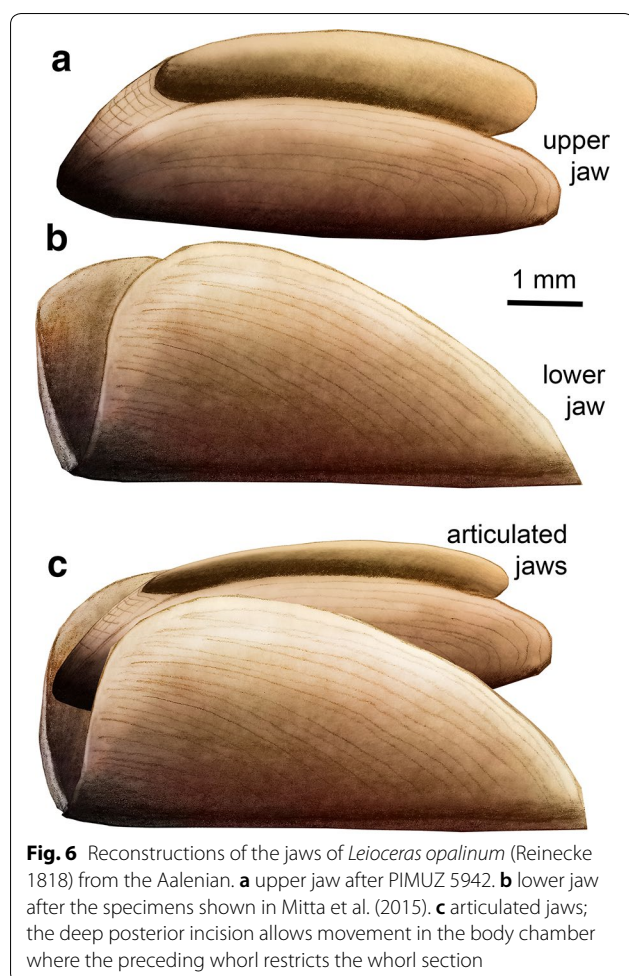 a
upper
jaw
b
1 mm
lower
jaw
articulated
jaws
c
Fig. 6 Reconstructions of the jaws of Leioceras opalinum (Reinecke
1818) from the Aalenian. a upper jaw after PIMUZ 5942. b lower jaw
after the specimens shown in Mitta et al. (2015). c articulated jaws;
the deep posterior incision allows movement in the body chamber
where the preceding whorl restricts the whorl section